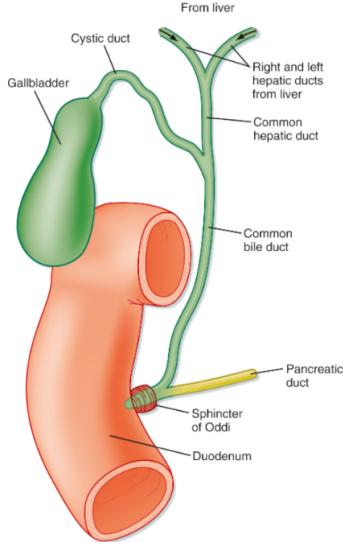 From liver
Cystic duct
Gallbladder
Right and left
hepatic ducts
from liver
Common
hepatic duct
Common
bile duct
Pancreatic
duct
Sphincter
of Oddi
Duodenum